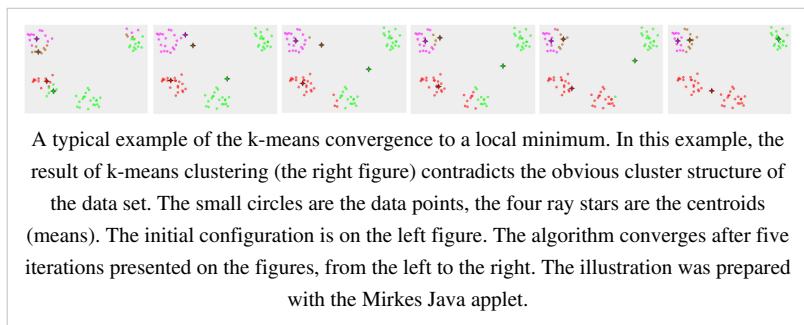 A typical example of the k-means convergence to a local minimum. In this example, the
result of k-means clustering (the right figure) contradicts the obvious cluster structure of
the data set. The small circles are the data points, the four ray stars are the centroids
(means). The initial configuration is on the left figure. The algorithm converges after five
iterations presented on the figures, from the left to the right. The illustration was prepared
with the Mirkes Java applet.